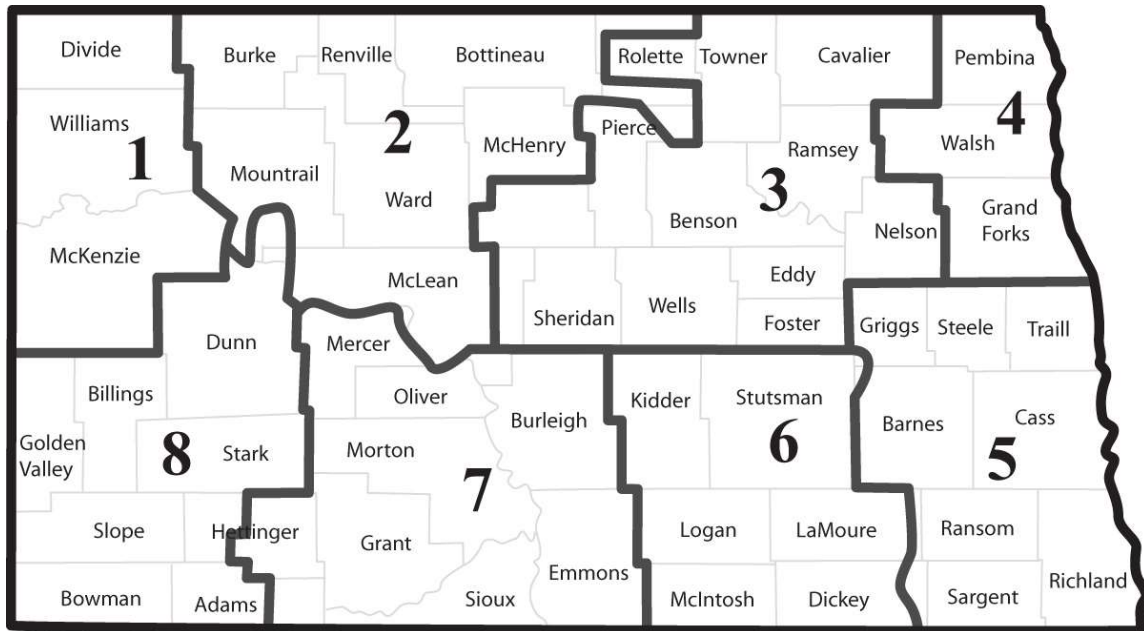 Divide
Burke
Renville
Bottineau
Rolette
Towner
Cavalier
Pembina
4
Williams
1
2
McHenry
Pierce
Ramsey
Walsh
Mountrail
Ward
3
Benson
Nelson
Grand
Forks
McKenzie
McLean
Eddy
Sheridan
Wells
Foster
Griggs
Steele
Traill
Dunn
Mercer
Billings
Oliver
Burleigh
Kidder
Stutsman
Barnes
Cass
Golden
Valley
8
Stark
Morton
7
6
5
Slope
Hettinger
Grant
Logan
LaMoure
Ransom
Emmons
Bowman
Adams
Sioux
McIntosh
Dickey
Sargent
Richland